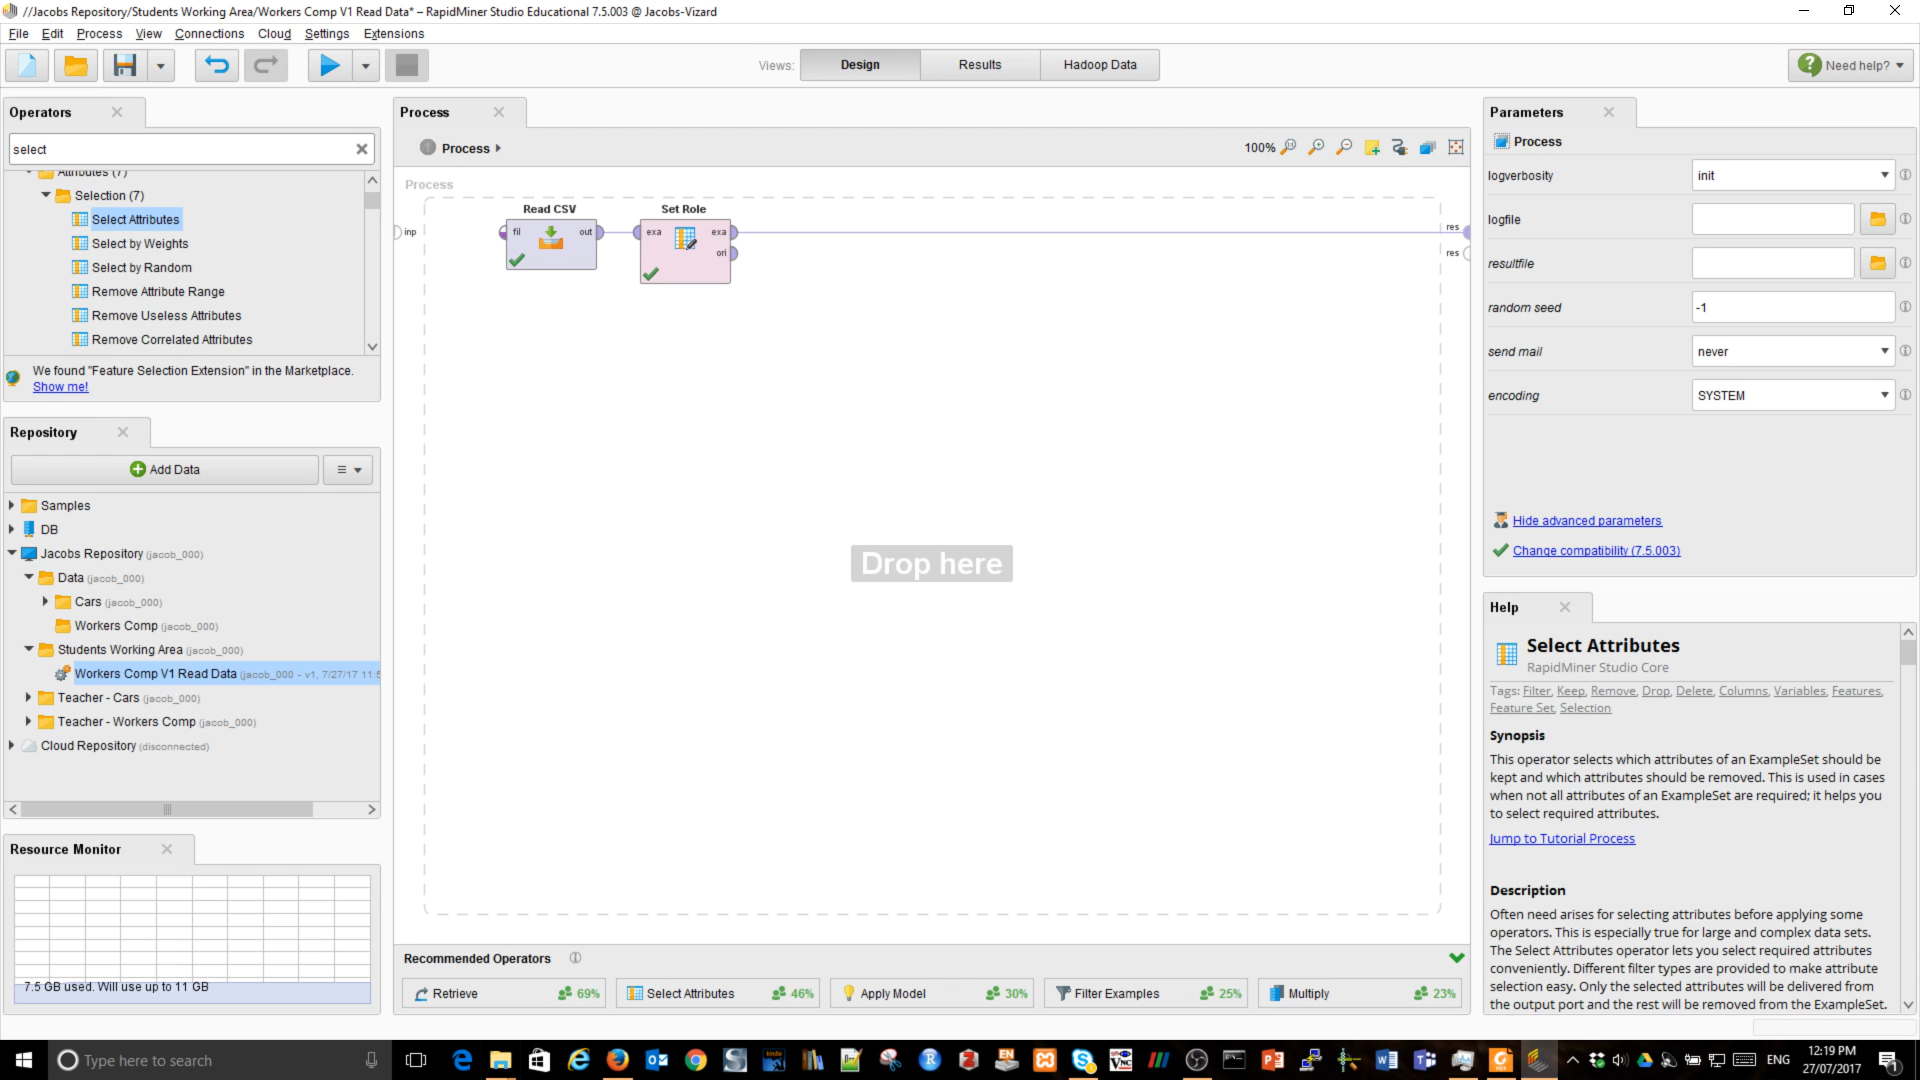 //Jacobs Repository/Students Working Area/Workers Comp V1 Read Data* – RapidMiner Studio Educational 7.5.003 @ Jacobs-Vizard
File Edit Process View Connections Cloud Settings Extensions
Views: Design Results Hadoop Data Need help?
Operators
select
Attributes (7)
Selection (7)
Select Attributes
Select by Weights
Select by Random
Remove Attribute Range
Remove Useless Attributes
Remove Correlated Attributes
We found "Feature Selection Extension" in the Marketplace.
Show me!
Repository
Add Data
Samples
DB
Jacobs Repository (jacob_000)
Data (jacob_000)
Cars (jacob_000)
Workers Comp (jacob_000)
Students Working Area (jacob_000)
Workers Comp V1 Read Data (jacob_000 - v1, 7/27/17 11:5
Teacher - Cars (jacob_000)
Teacher - Workers Comp (jacob_000)
Cloud Repository (disconnected)
Resource Monitor
7.5 GB used. Will use up to 11 GB
Process
Process
100%
Process
Read CSV Set Role
inp fil out exa exa res
ori res
Drop here
Recommended Operators
Retrieve 69% Select Attributes 46% Apply Model 30% Filter Examples 25% Multiply 23%
Parameters
Process
logverbosity init
logfile
resultfile
random seed -1
send mail never
encoding SYSTEM
Hide advanced parameters
Change compatibility (7.5.003)
Help
Select Attributes
RapidMiner Studio Core
Tags: Filter, Keep, Remove, Drop, Delete, Columns, Variables, Features,
Feature Set, Selection
Synopsis
This operator selects which attributes of an ExampleSet should be
kept and which attributes should be removed. This is used in cases
when not all attributes of an ExampleSet are required; it helps you
to select required attributes.
Jump to Tutorial Process
Description
Often need arises for selecting attributes before applying some
operators. This is especially true for large and complex data sets.
The Select Attributes operator lets you select required attributes
conveniently. Different filter types are provided to make attribute
selection easy. Only the selected attributes will be delivered from
the output port and the rest will be removed from the ExampleSet.
Type here to search
ENG
12:19 PM
27/07/2017